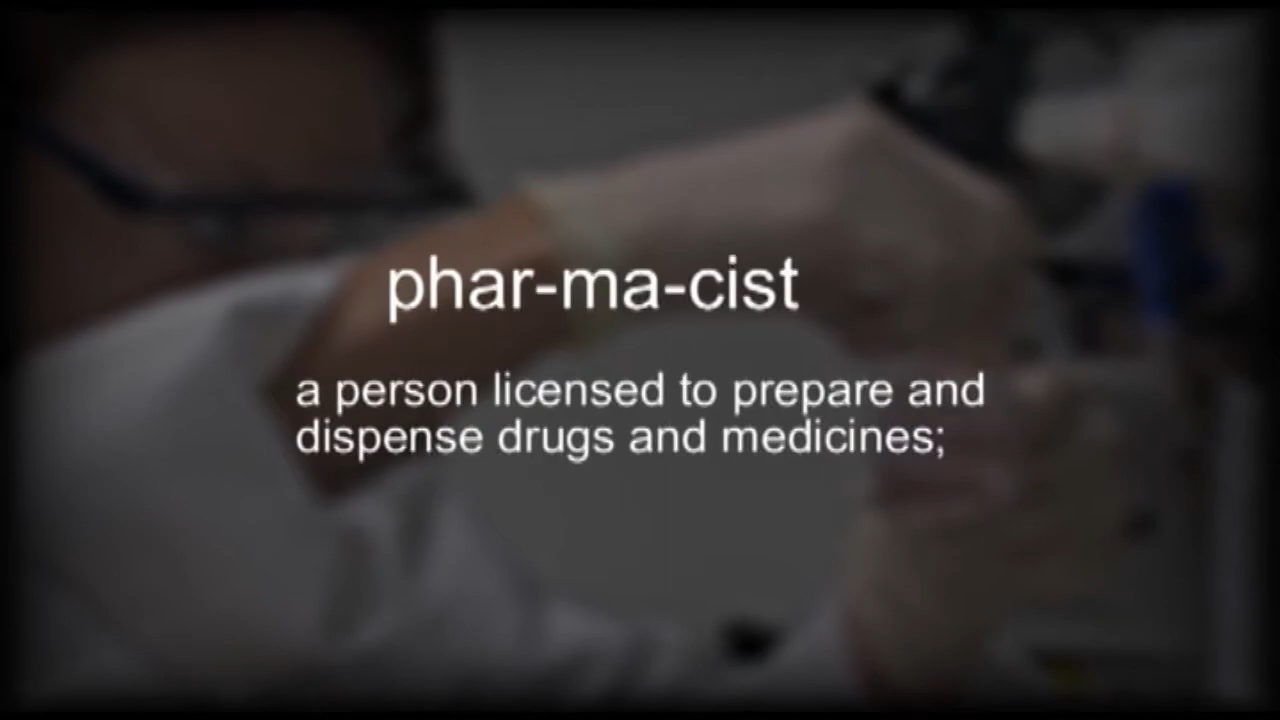 phar-ma-cist
a person licensed to prepare and
dispense drugs and medicines;